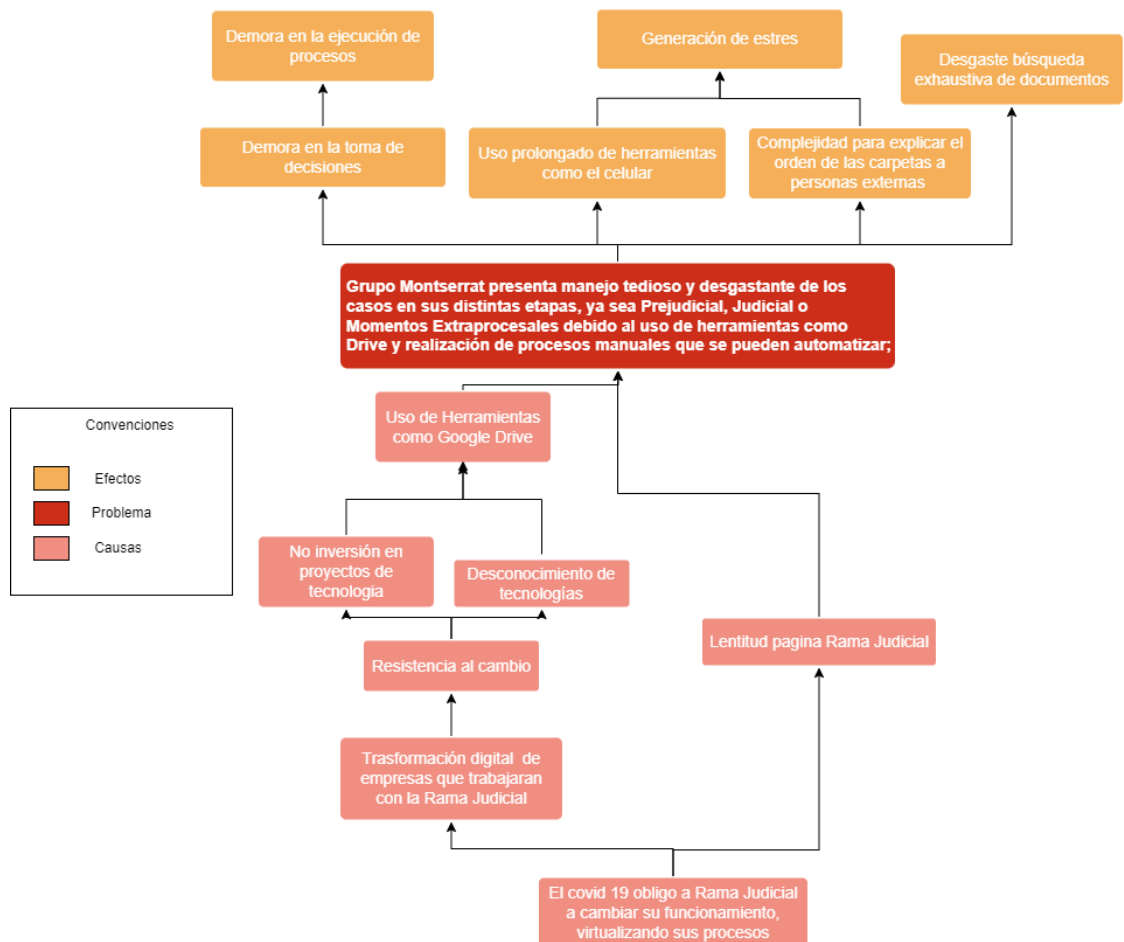 Demora en la ejecución de
procesos
Generación de estres
Desgaste búsqueda
exhaustiva de documentos
Demora en la toma de
decisiones
Uso prolongado de herramientas
como el celular
Complejidad para explicar el
orden de las carpetas a
personas externas
Grupo Montserrat presenta manejo tedioso y desgastante de los
casos en sus distintas etapas, ya sea Prejudicial, Judicial o
Momentos Extraprocesales debido al uso de herramientas como
Drive y realización de procesos manuales que se pueden automatizar;
Uso de Herramientas
como Google Drive
Convenciones
Efectos
Problema
Causas
No inversión en
proyectos de
tecnologia
Desconocimiento de
tecnologías
Resistencia al cambio
Lentitud pagina Rama Judicial
Trasformación digital de
empresas que trabajaran
con la Rama Judicial
El covid 19 obligo a Rama Judicial
a cambiar su funcionamiento,
virtualizando sus procesos